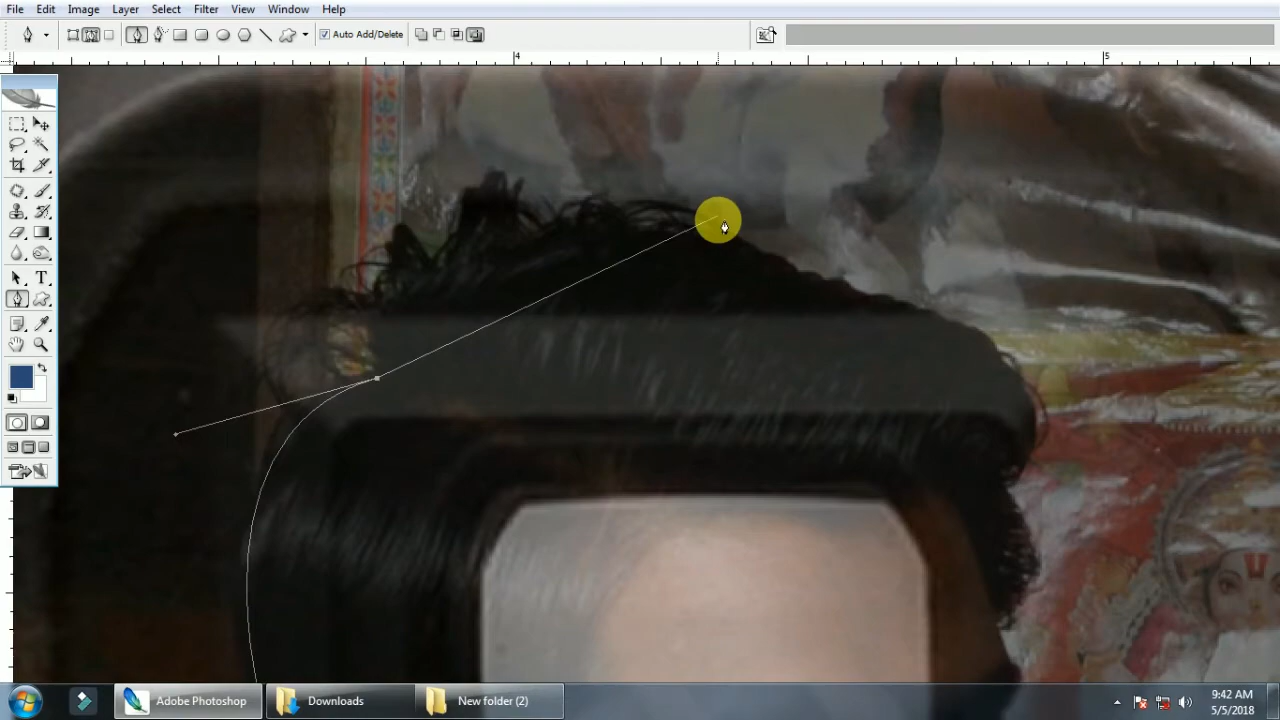 File Edit Image Layer Select Filter View Window Help
Auto Add/Delete
4
5
T
Adobe Photoshop
Downloads
New folder (2)
9:42 AM
5/5/2018